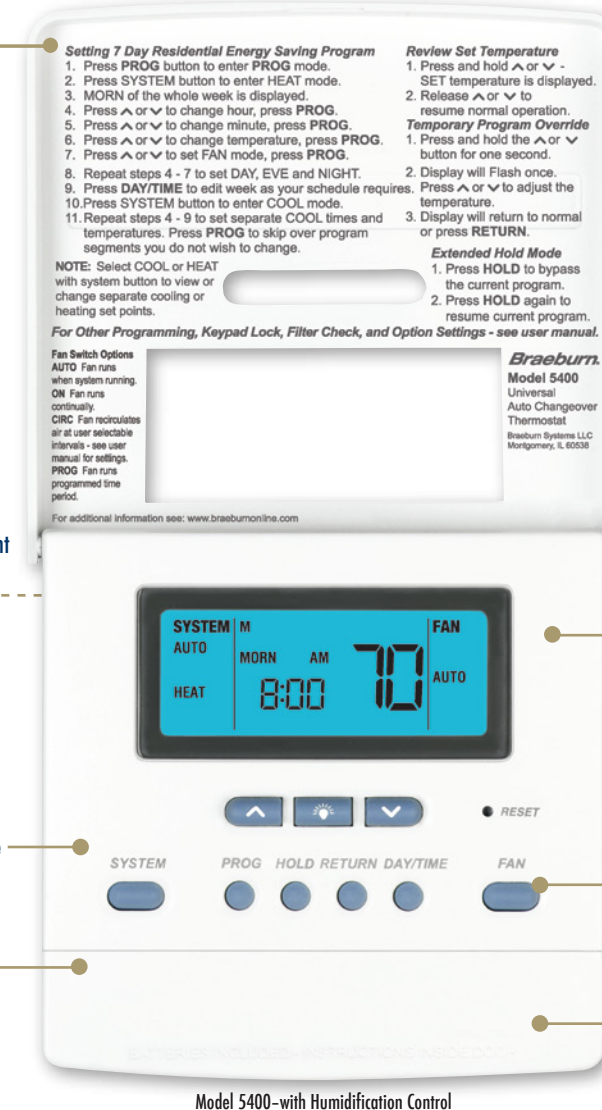 Setting 7 Day Residential Energy Saving Program
1. Press PROG button to enter PROG mode.
2. Press SYSTEM button to enter HEAT mode.
3. MORN of the whole week is displayed.
4. Press ∧ or ∨ to change hour, press PROG.
5. Press ∧ or ∨ to change minute, press PROG.
6. Press ∧ or ∨ to change temperature, press PROG.
7. Press ∧ or ∨ to set FAN mode, press PROG.
8. Repeat steps 4 - 7 to set DAY, EVE and NIGHT.
9. Press DAY/TIME to edit week as your schedule requires.
10. Press SYSTEM button to enter COOL mode.
11. Repeat steps 4 - 9 to set separate COOL times and
temperatures. Press PROG to skip over program
segments you do not wish to change.
NOTE: Select COOL or HEAT
with system button to view or
change separate cooling or
heating set points.
Review Set Temperature
1. Press and hold ∧ or ∨ -
SET temperature is displayed.
2. Release ∧ or ∨ to
resume normal operation.
Temporary Program Override
1. Press and hold the ∧ or ∨
button for one second.
2. Display will Flash once.
Press ∧ or ∨ to adjust the
temperature.
3. Display will return to normal
or press RETURN.
Extended Hold Mode
1. Press HOLD to bypass
the current program.
2. Press HOLD again to
resume current program.
For Other Programming, Keypad Lock, Filter Check, and Option Settings - see user manual.
Fan Switch Options
AUTO Fan runs
when system running.
ON Fan runs
continually.
CIRC Fan recirculates
air at user selectable
intervals - see user
manual for settings.
PROG Fan runs
programmed time
period.
Braeburn.
Model 5400
Universal
Auto Changeover
Thermostat
Braeburn Systems LLC
Montgomery, IL 60538
For additional information see: www.braeburnonline.com
nt
SYSTEM M FAN
AUTO MORN AM 70 AUTO
HEAT 8:00
RESET
SYSTEM PROG HOLD RETURN DAY/TIME FAN
BATTERIES INCLUDED - INSTRUCTIONS INSIDE DOOR
Model 5400–with Humidification Control